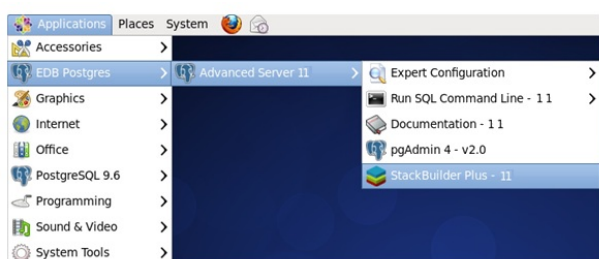 Applications Places System
Accessories
EDB Postgres
Graphics
Internet
Office
PostgreSQL 9.6
Programming
Sound & Video
System Tools
Advanced Server 11
Expert Configuration
Run SQL Command Line - 11
Documentation - 11
pgAdmin 4 - v2.0
StackBuilder Plus - 11